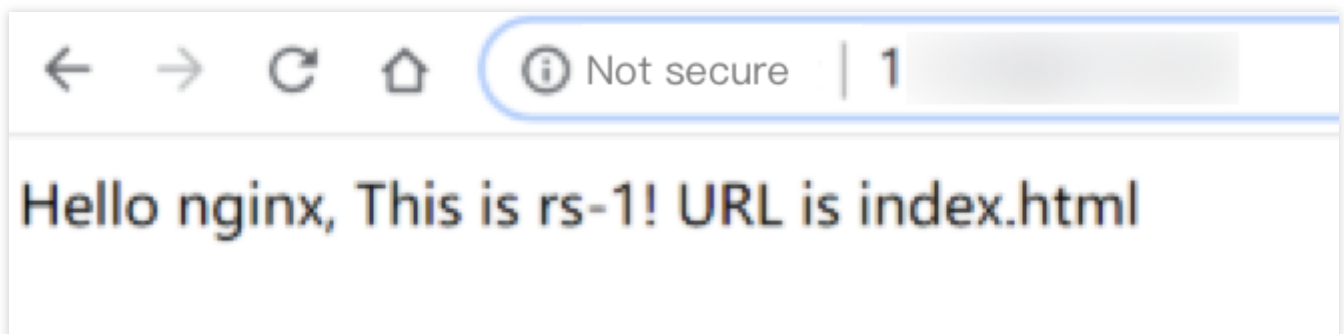 Not secure | 1
Hello nginx, This is rs-1! URL is index.html